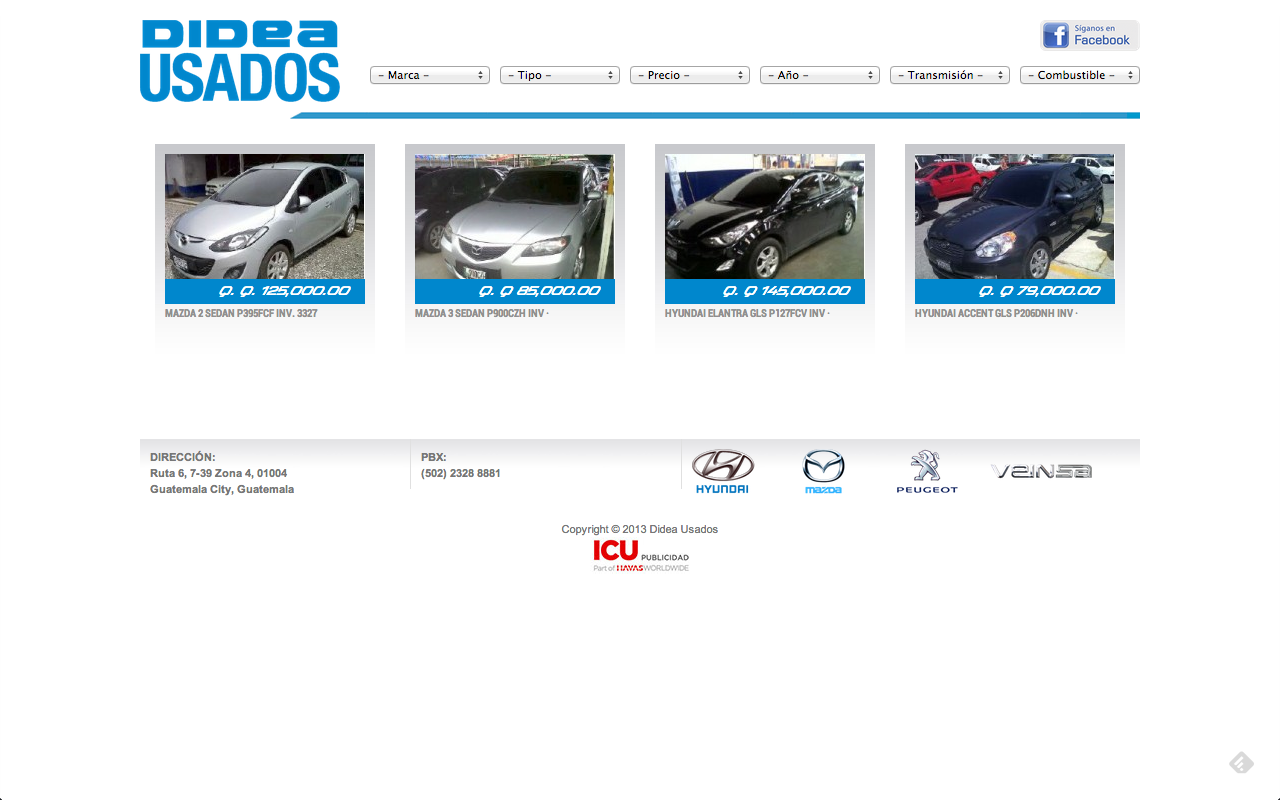 DIDEA
USADOS
Síganos en
Facebook
– Marca –
– Tipo –
– Precio –
– Año –
– Transmisión –
– Combustible –
Q. Q. 125,000.00
Q. Q 85,000.00
Q. Q 145,000.00
Q. Q 79,000.00
MAZDA 2 SEDAN P395FCF INV. 3327
MAZDA 3 SEDAN P900CZH INV ·
HYUNDAI ELANTRA GLS P127FCV INV ·
HYUNDAI ACCENT GLS P206DNH INV ·
DIRECCIÓN:
Ruta 6, 7-39 Zona 4, 01004
Guatemala City, Guatemala
PBX:
(502) 2328 8881
HYUNDAI
mazda
PEUGEOT
VEINSA
Copyright © 2013 Didea Usados
ICU PUBLICIDAD
Part of HAVAS WORLDWIDE